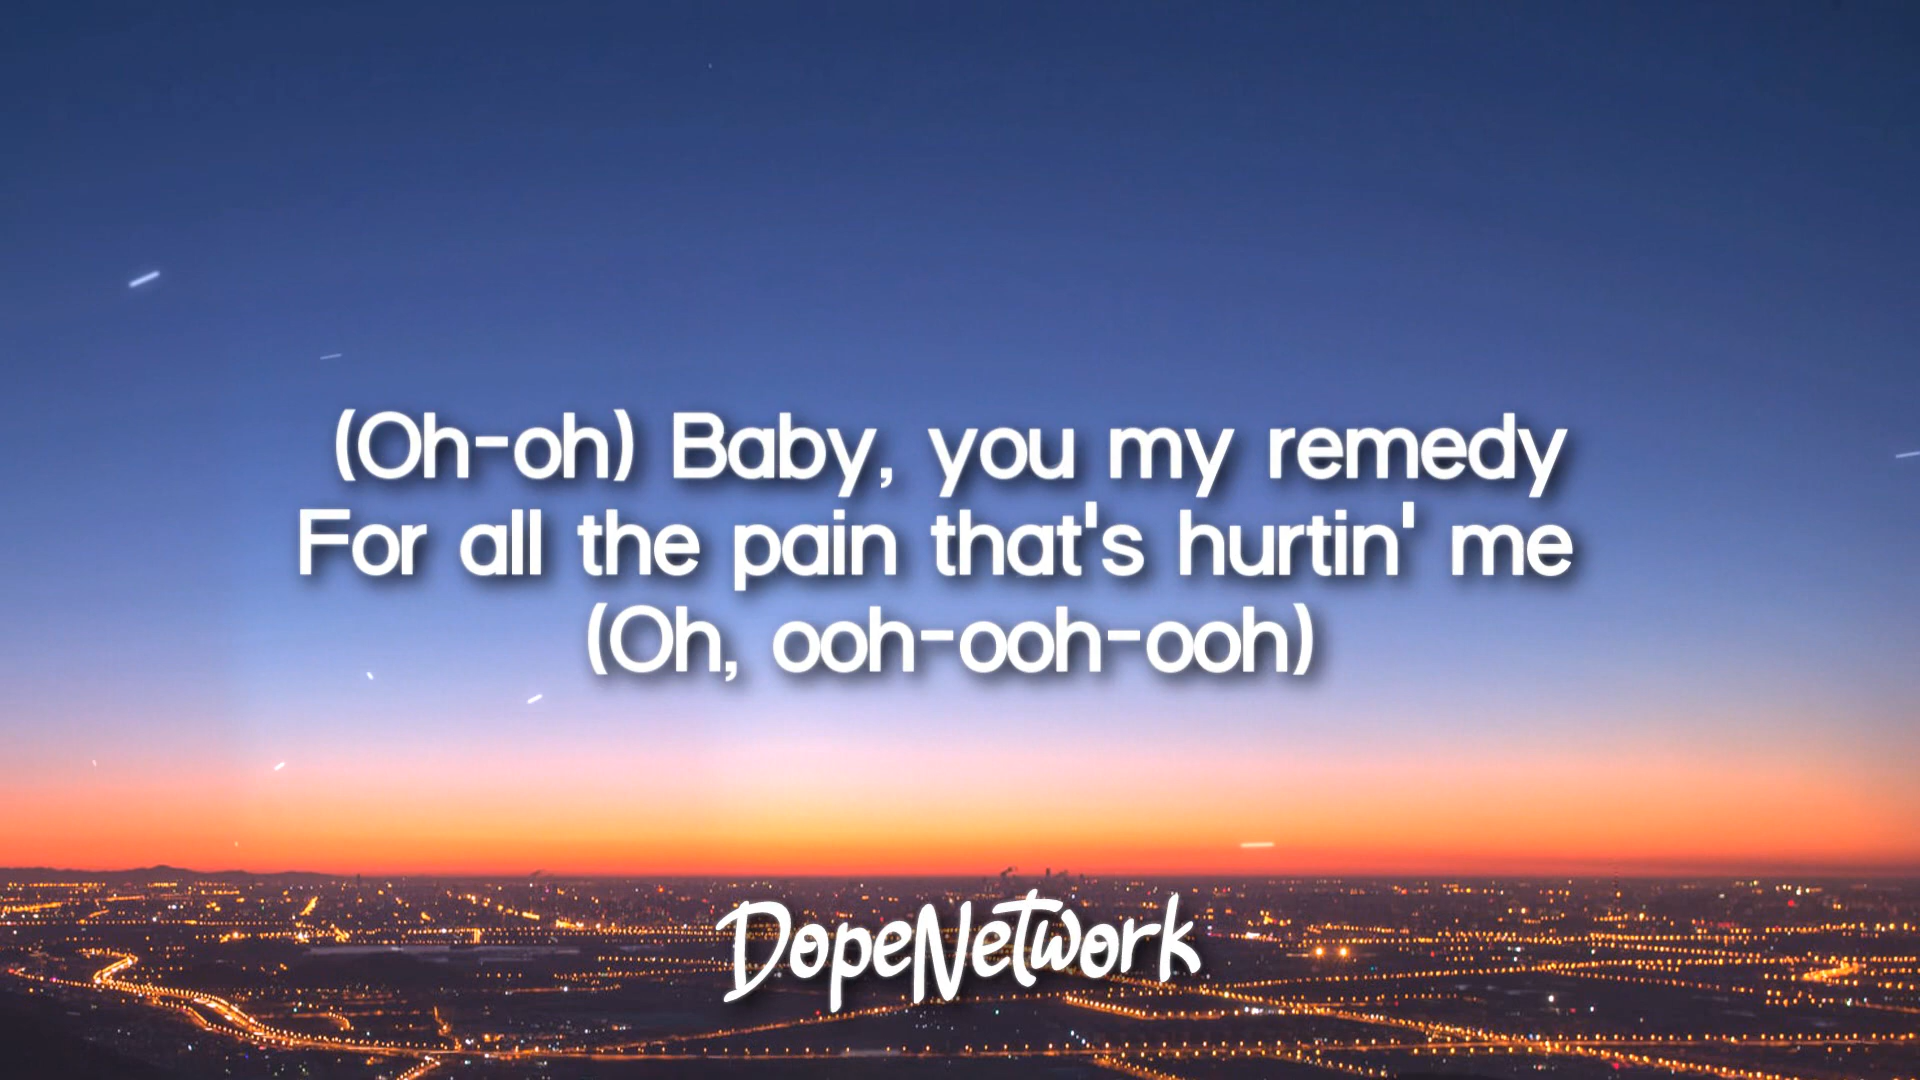 (Oh-oh) Baby, you my remedy
For all the pain that's hurtin' me
(Oh, ooh-ooh-ooh)
DopeNetwork